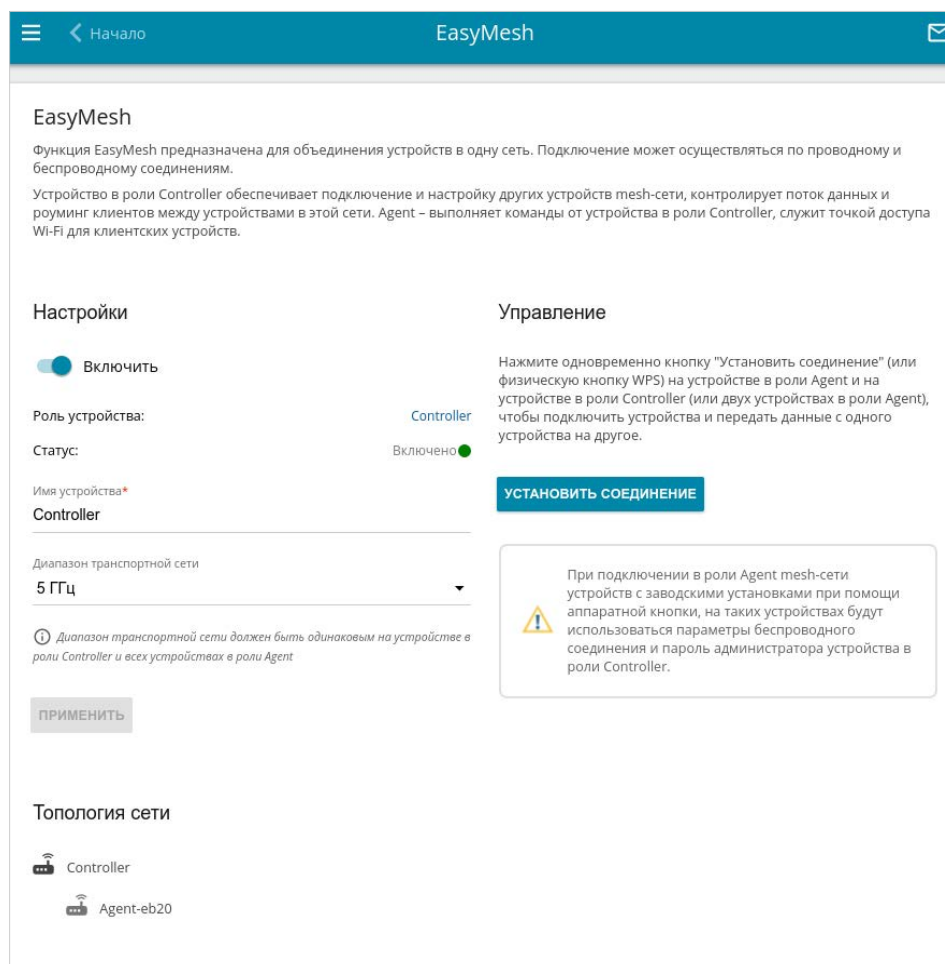 Начало
EasyMesh
EasyMesh
Функция EasyMesh предназначена для объединения устройств в одну сеть. Подключение может осуществляться по проводному и
беспроводному соединениям.
Устройство в роли Controller обеспечивает подключение и настройку других устройств mesh-сети, контролирует поток данных и
роуминг клиентов между устройствами в этой сети. Agent – выполняет команды от устройства в роли Controller, служит точкой доступа
Wi-Fi для клиентских устройств.
Настройки
Включить
Роль устройства: Controller
Статус: Включено
Имя устройства*
Controller
Диапазон транспортной сети
5 ГГц
Диапазон транспортной сети должен быть одинаковым на устройстве в
роли Controller и всех устройствах в роли Agent
ПРИМЕНИТЬ
Управление
Нажмите одновременно кнопку "Установить соединение" (или
физическую кнопку WPS) на устройстве в роли Agent и на
устройстве в роли Controller (или двух устройствах в роли Agent),
чтобы подключить устройства и передать данные с одного
устройства на другое.
УСТАНОВИТЬ СОЕДИНЕНИЕ
При подключении в роли Agent mesh-сети
устройств с заводскими установками при помощи
аппаратной кнопки, на таких устройствах будут
использоваться параметры беспроводного
соединения и пароль администратора устройства в
роли Controller.
Топология сети
Controller
Agent-eb20